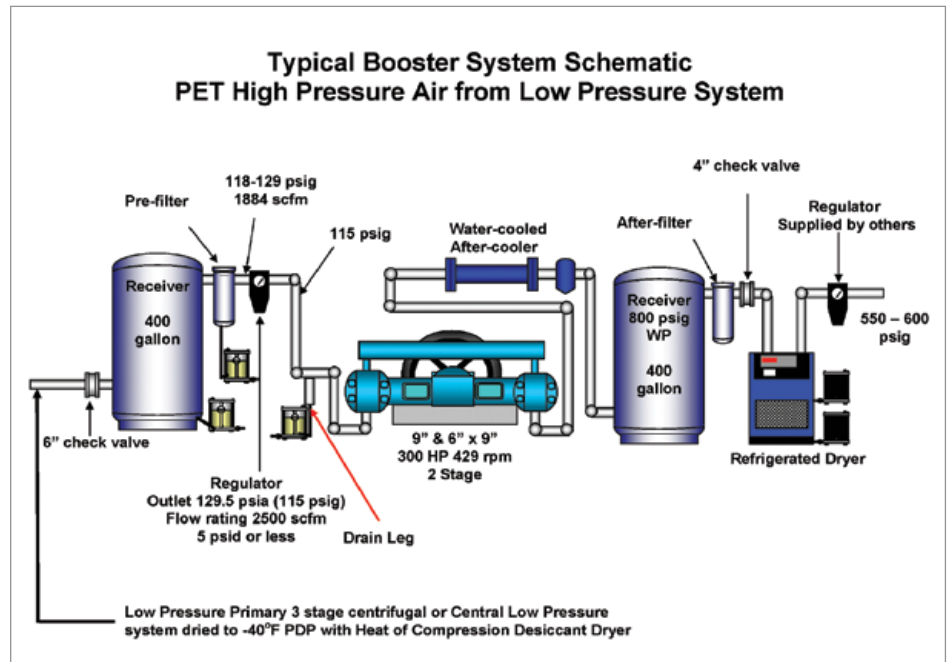 Typical Booster System Schematic
PET High Pressure Air from Low Pressure System
4” check valve
118-129 psig
1884 scfm
Pre-filter
115 psig
Water-cooled
After-cooler
After-filter
Regulator
Supplied by others
Receiver
400
gallon
Receiver
800 psig
WP
400
gallon
550 – 600
psig
6” check valve
9” & 6” x 9”
300 HP 429 rpm
2 Stage
Refrigerated Dryer
Regulator
Outlet 129.5 psia (115 psig)
Flow rating 2500 scfm
5 psid or less
Drain Leg
Low Pressure Primary 3 stage centrifugal or Central Low Pressure
system dried to -40°F PDP with Heat of Compression Desiccant Dryer